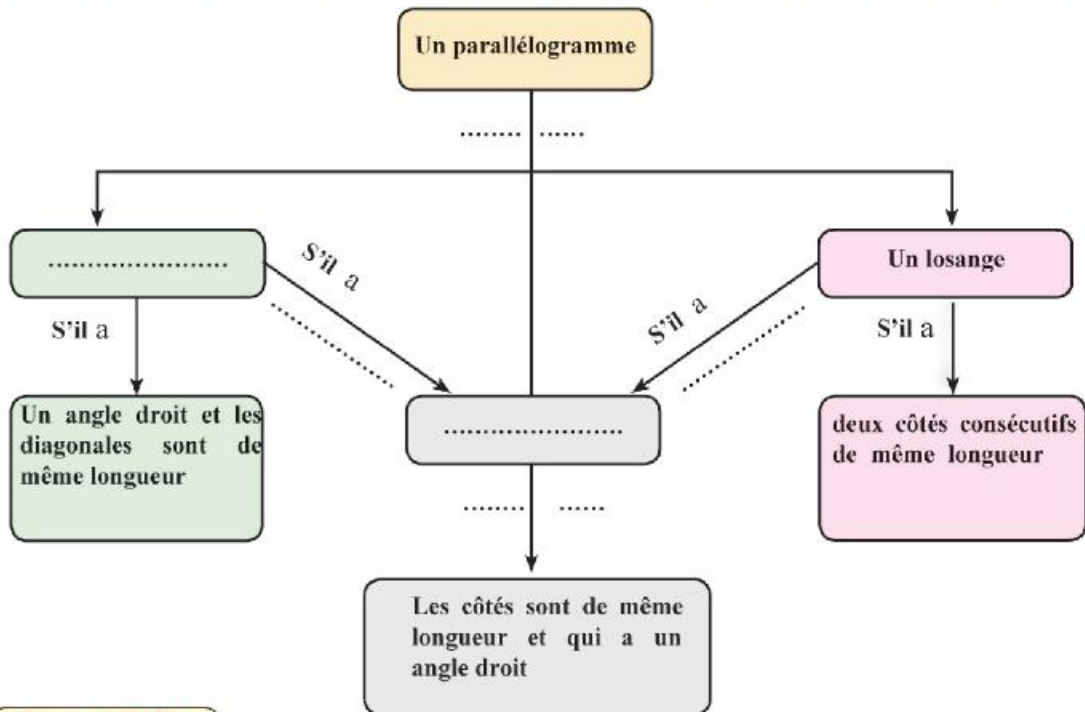 Un parallélogramme
........ ......
.......................
S'il a
S'il a
Un losange
S'il a
S'il a
.....................
.....................
Un angle droit et les
diagonales sont de
même longueur
.......................
deux côtés consécutifs
de même longueur
........ ......
Les côtés sont de même
longueur et qui a un
angle droit